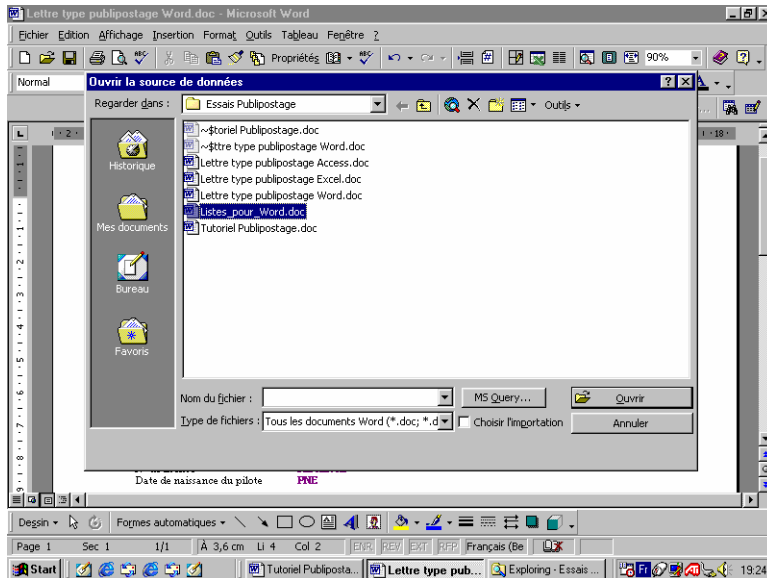 Lettre type publipostage Word.doc - Microsoft Word
Fichier Edition Affichage Insertion Format Outils Tableau Fenêtre ?
Propriétés 90%
Normal
Ouvrir la source de données
Regarder dans : Essais Publipostage Outils
~$toriel Publipostage.doc
~$ttre type publipostage Word.doc
Lettre type publipostage Access.doc
Lettre type publipostage Excel.doc
Lettre type publipostage Word.doc
Listes_pour_Word.doc
Tutoriel Publipostage.doc
Historique
Mes documents
Bureau
Favoris
Nom du fichier : MS Query... Ouvrir
Type de fichiers : Tous les documents Word (*.doc; *.d Choisir l'importation Annuler
Date de naissance du pilote PNE
Dessin Formes automatiques
Page 1 Sec 1 1/1 À 3,6 cm Li 4 Col 2 ENR REV EXT RFP Français (Be
Start Tutoriel Publiposta... Lettre type pub... Exploring - Essais ... Fr 19:24